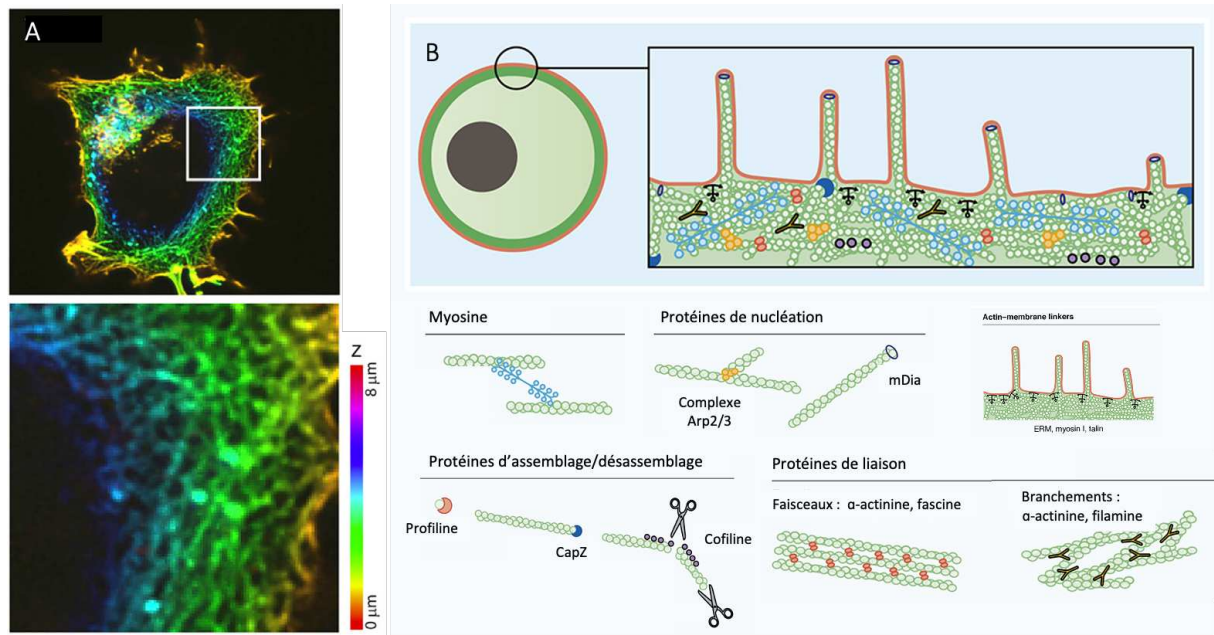 A
Z
8 µm
0 µm
B
Myosine
Protéines de nucléation
Complexe
Arp2/3
mDia
Actin–membrane linkers
ERM, myosin I, talin
Protéines d'assemblage/désassemblage
Profiline
CapZ
Cofiline
Protéines de liaison
Faisceaux : α-actinine, fascine
Branchements :
α-actinine, filamine